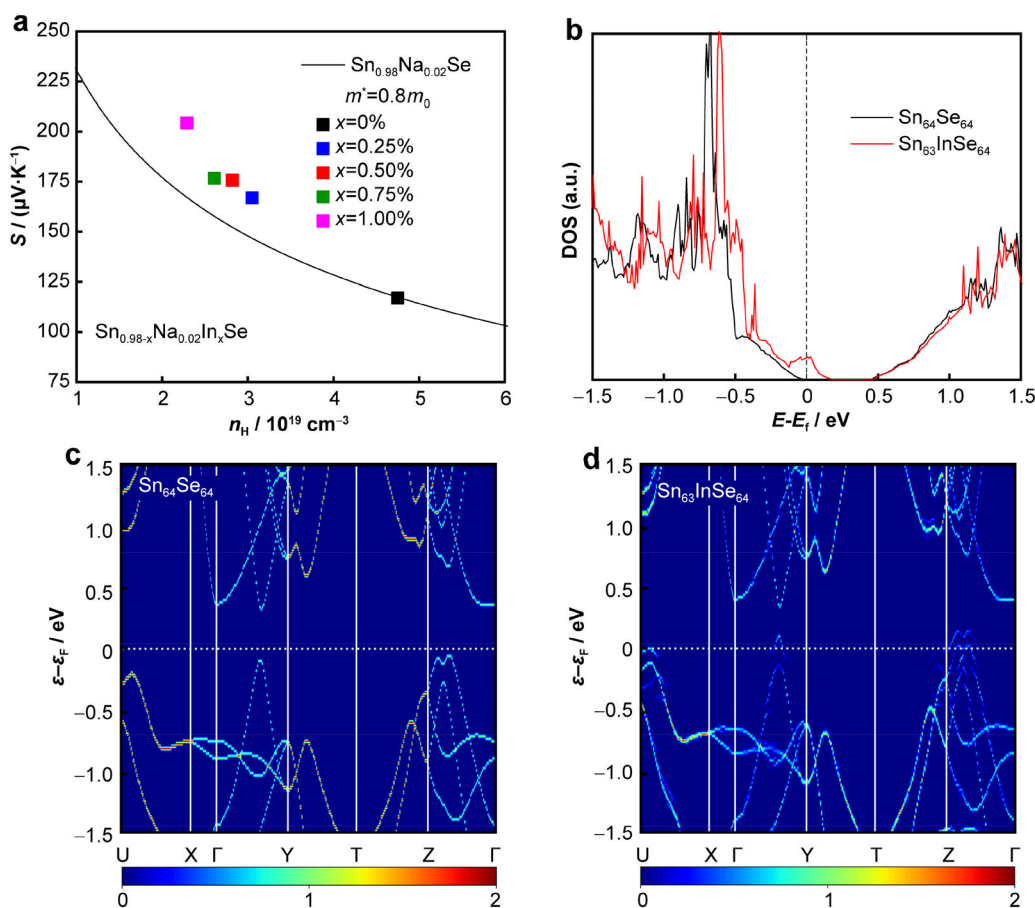 a
250
225
200
175
150
125
100
75
S / (μV·K⁻¹)
Sn₀.₉₈Na₀.₀₂Se
m*=0.8m₀
x=0%
x=0.25%
x=0.50%
x=0.75%
x=1.00%
Sn₀.₉₈₋ₓNa₀.₀₂InₓSe
1 2 3 4 5 6
n_H / 10¹⁹ cm⁻³
b
DOS (a.u.)
Sn₆₄Se₆₄
Sn₆₃InSe₆₄
−1.5 −1.0 −0.5 0 0.5 1.0 1.5
E-E_f / eV
c
Sn₆₄Se₆₄
1.5
1.0
0.5
0
−0.5
−1.0
−1.5
ε−ε_F / eV
U X Γ Y T Z Γ
0 1 2
d
Sn₆₃InSe₆₄
1.5
1.0
0.5
0
−0.5
−1.0
−1.5
ε−ε_F / eV
U X Γ Y T Z Γ
0 1 2